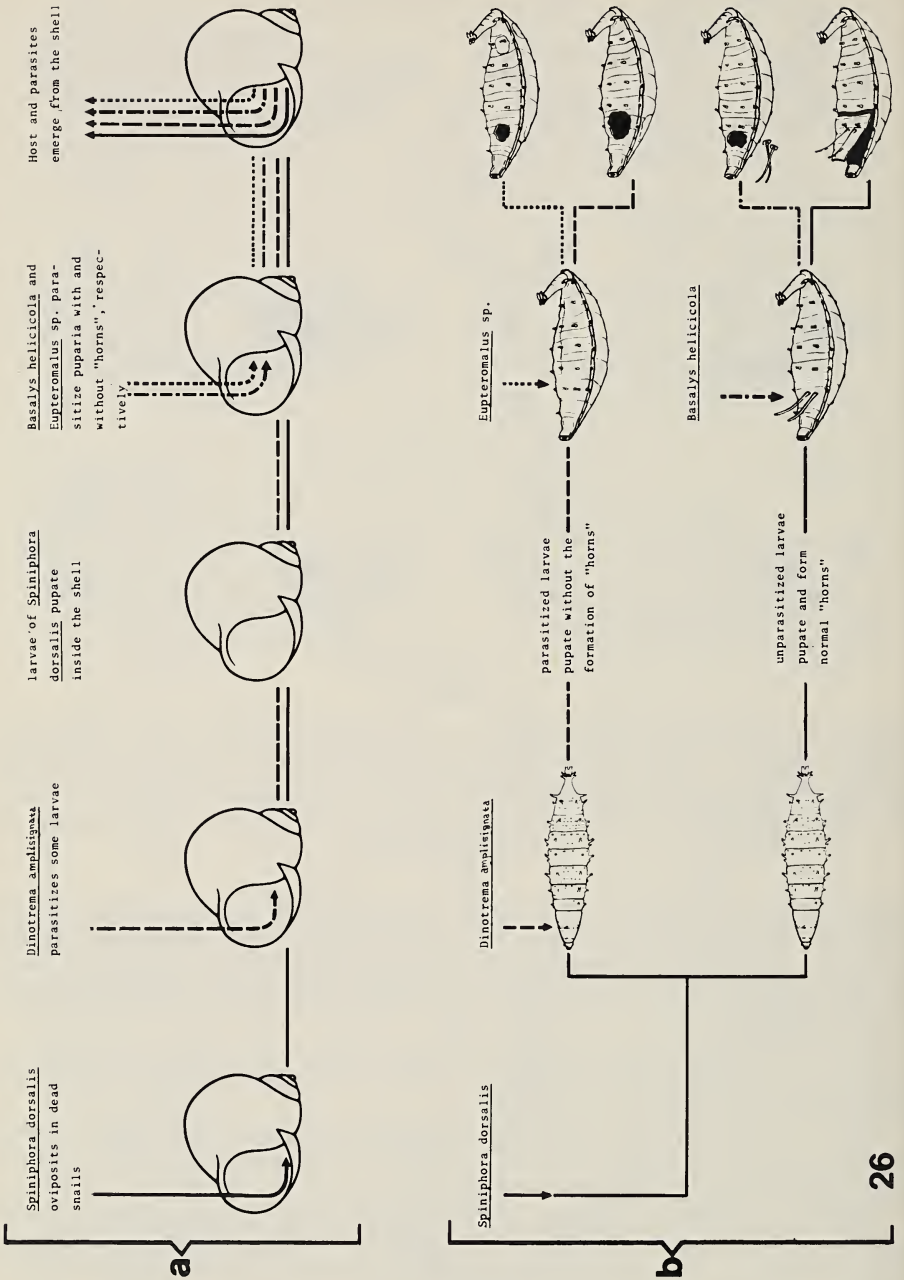 a
Spiniphora dorsalis
oviposits in dead
snails
Dinotrema amplisignata
parasitizes some larvae
larvae of Spiniphora
dorsalis pupate
inside the shell
Basalys helicicola and
Eupteromalus sp. para-
sitize puparia with and
without "horns", respec-
tively
Host and parasites
emerge from the shell
b
Spiniphora dorsalis
Dinotrema amplisignata
parasitized larvae
pupate without the
formation of "horns"
Eupteromalus sp.
unparasitized larvae
pupate and form
normal "horns"
Basalys helicicola
26